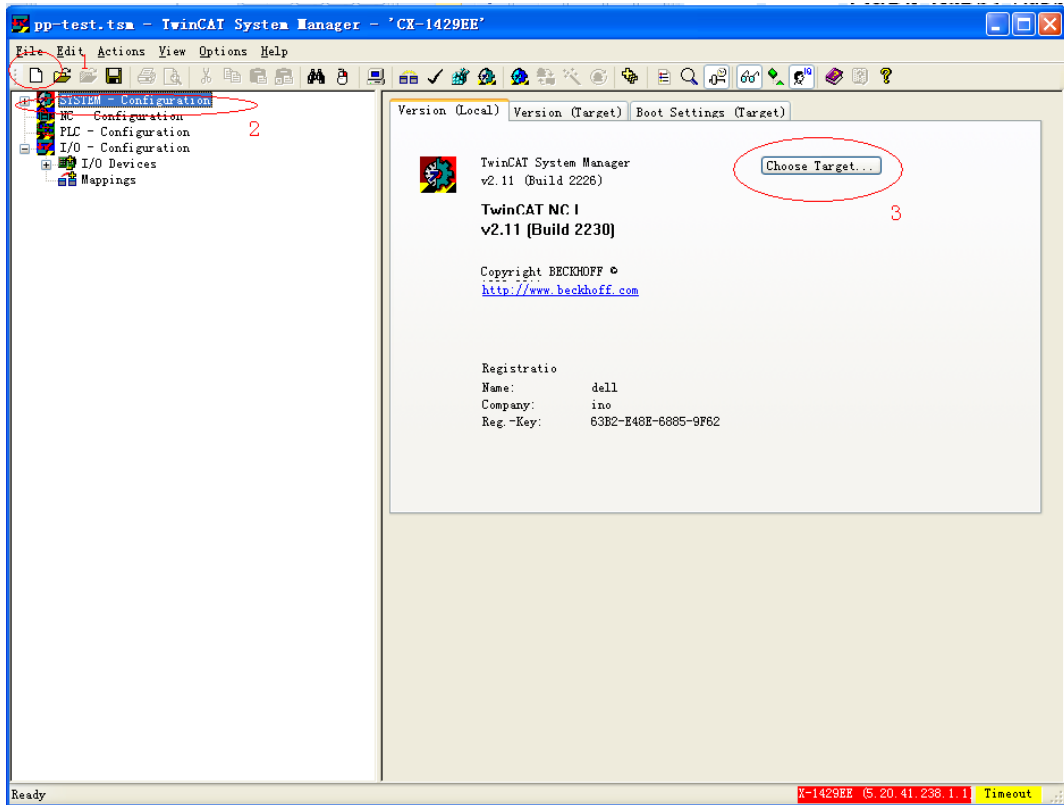 pp-test.tsm - TwinCAT System Manager - 'CX-1429EE'
File Edit Actions View Options Help
1
SYSTEM - Configuration
NC - Configuration
PLC - Configuration
I/O - Configuration
I/O Devices
Mappings
2
Version (Local) Version (Target) Boot Settings (Target)
TwinCAT System Manager
v2.11 (Build 2226)
Choose Target...
3
TwinCAT NC I
v2.11 (Build 2230)
Copyright BECKHOFF ©
http://www.beckhoff.com
Registratio
Name: dell
Company: ino
Reg.-Key: 63B2-E48E-6885-9F62
Ready
X-1429EE (5.20.41.238.1.1) Timeout